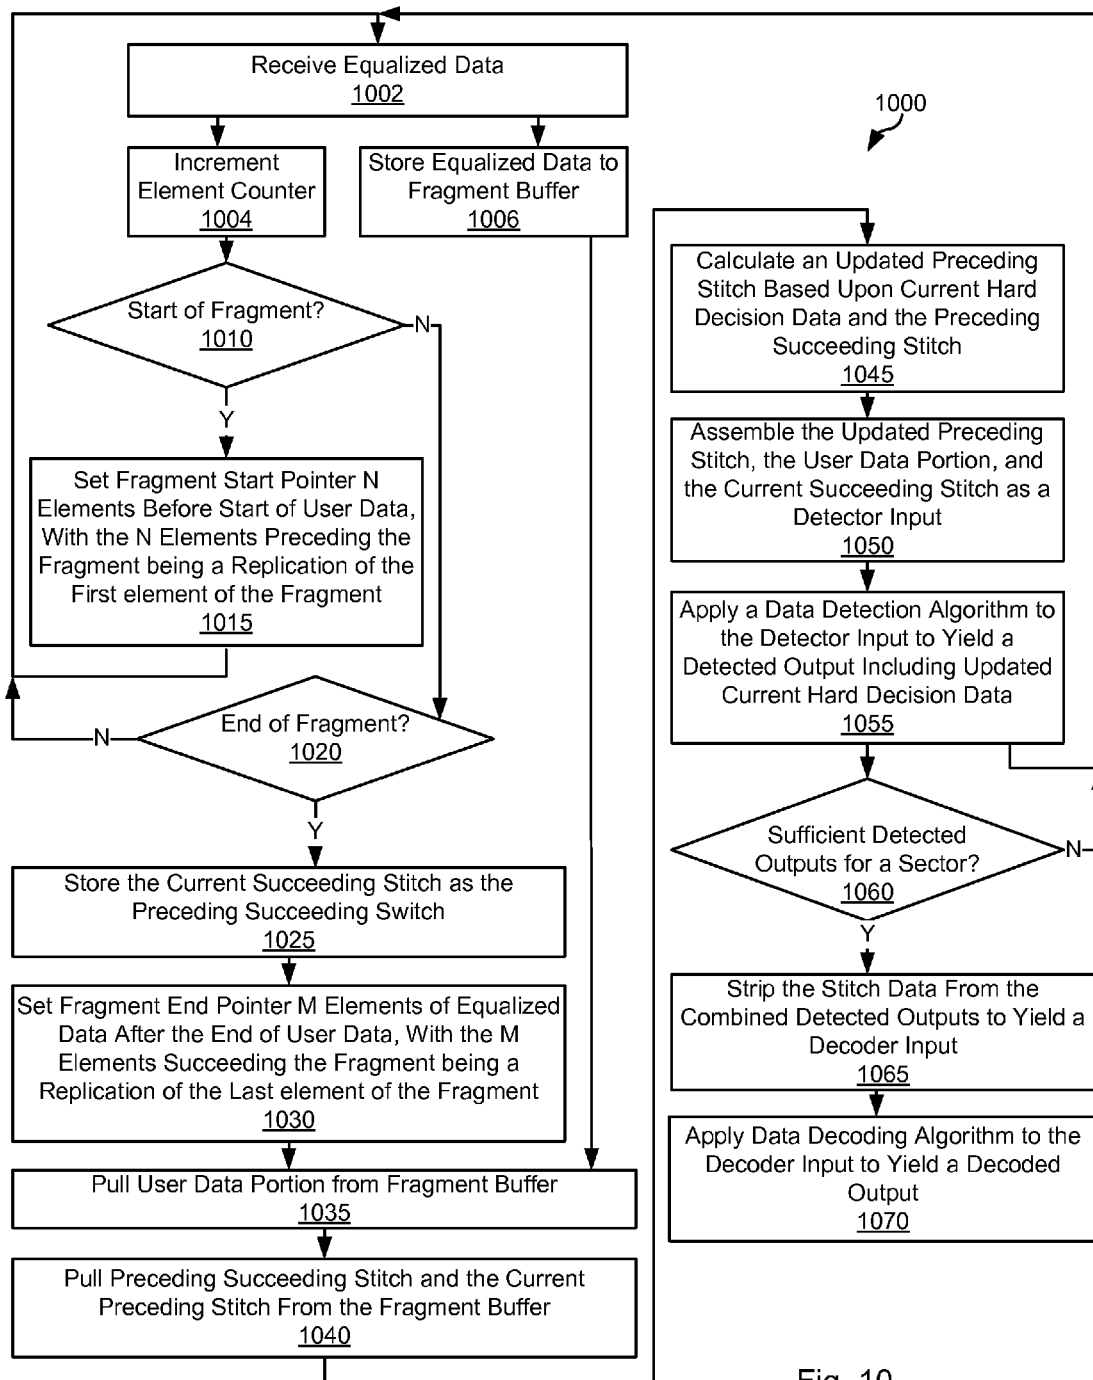 Receive Equalized Data
1002
1000
Increment
Element Counter
1004
Store Equalized Data to
Fragment Buffer
1006
Start of Fragment?
1010
N
Y
Set Fragment Start Pointer N
Elements Before Start of User Data,
With the N Elements Preceding the
Fragment being a Replication of the
First element of the Fragment
1015
End of Fragment?
1020
N
Y
Store the Current Succeeding Stitch as the
Preceding Succeeding Switch
1025
Set Fragment End Pointer M Elements of Equalized
Data After the End of User Data, With the M
Elements Succeeding the Fragment being a
Replication of the Last element of the Fragment
1030
Pull User Data Portion from Fragment Buffer
1035
Pull Preceding Succeeding Stitch and the Current
Preceding Stitch From the Fragment Buffer
1040
Calculate an Updated Preceding
Stitch Based Upon Current Hard
Decision Data and the Preceding
Succeeding Stitch
1045
Assemble the Updated Preceding
Stitch, the User Data Portion, and
the Current Succeeding Stitch as a
Detector Input
1050
Apply a Data Detection Algorithm to
the Detector Input to Yield a
Detected Output Including Updated
Current Hard Decision Data
1055
Sufficient Detected
Outputs for a Sector?
1060
N
Y
Strip the Stitch Data From the
Combined Detected Outputs to Yield a
Decoder Input
1065
Apply Data Decoding Algorithm to the
Decoder Input to Yield a Decoded
Output
1070
Fig. 10